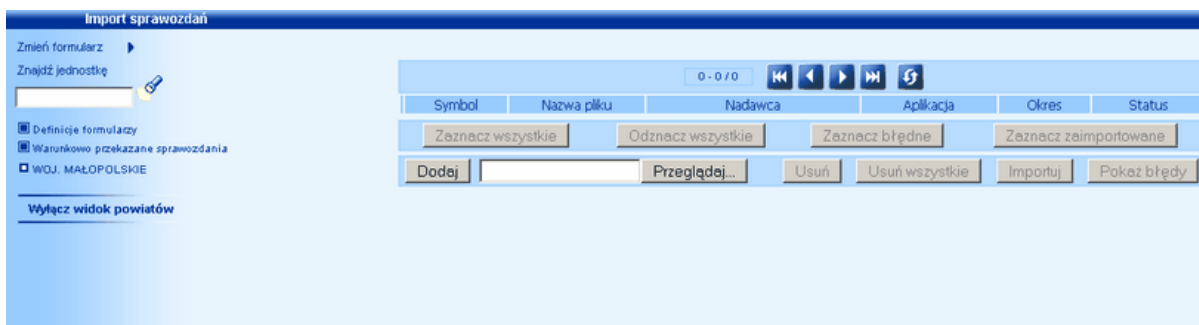 Import sprawozdań
Zmień formularz
Znajdź jednostkę
Definicje formularzy
Warunkowo przekazane sprawozdania
WOJ. MAŁOPOLSKIE
Wyłącz widok powiatów
0 - 0 / 0
Symbol Nazwa pliku Nadawca Aplikacja Okres Status
Zaznacz wszystkie Odznacz wszystkie Zaznacz błędne Zaznacz zaimportowane
Dodaj Przeglądaj... Usuń Usuń wszystkie Importuj Pokaż błędy